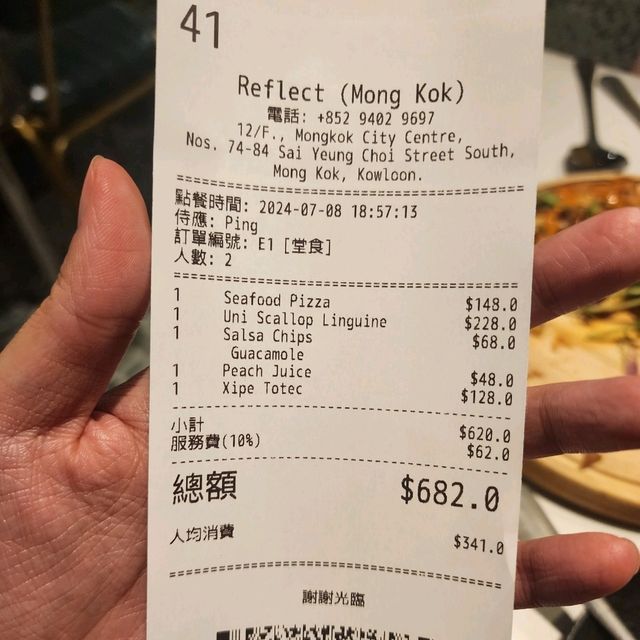 41
Reflect (Mong Kok)
電話: +852 9402 9697
12/F., Mongkok City Centre,
Nos. 74-84 Sai Yeung Choi Street South,
Mong Kok, Kowloon.
點餐時間: 2024-07-08 18:57:13
侍應: Ping
訂單編號: E1 [堂食]
人數: 2
1 Seafood Pizza $148.0
1 Uni Scallop Linguine $228.0
1 Salsa Chips $68.0
Guacamole
1 Peach Juice $48.0
1 Xipe Totec $128.0
小計 $620.0
服務費(10%) $62.0
總額 $682.0
人均消費 $341.0
謝謝光臨